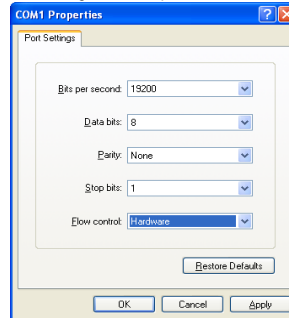 COM1 Properties
Port Settings
Bits per second: 19200
Data bits: 8
Parity: None
Stop bits: 1
Flow control: Hardware
Restore Defaults
OK Cancel Apply